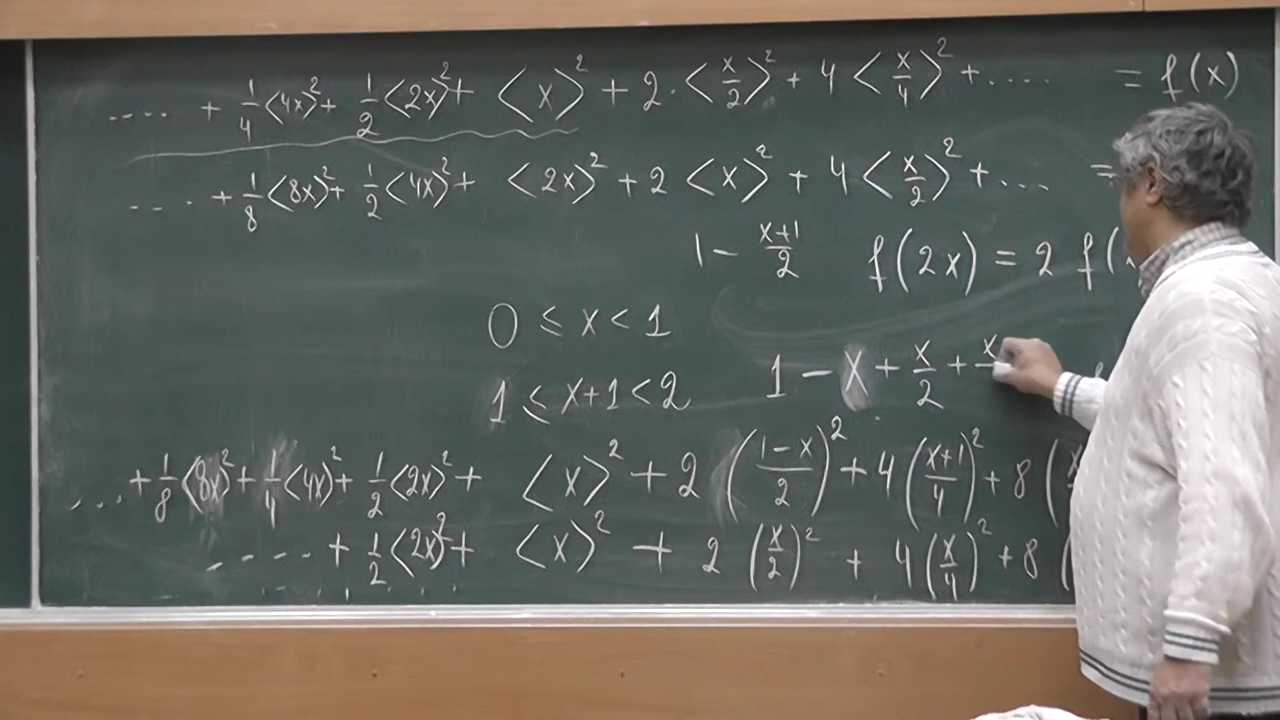 ..... + 1/4 <4x>² + 1/2 <2x>² + <x>² + 2 · <x/2>² + 4 <x/4>² + ..... = f(x)
.... + 1/8 <8x>² + 1/2 <4x>² + <2x>² + 2 <x>² + 4 <x/2>² + ... =
1 - (x+1)/2 f(2x) = 2 f(
0 ≤ x < 1
1 - x + x/2 + x
1 ≤ x+1 < 2
... + 1/8 <8x>² + 1/4 <4x>² + 1/2 <2x>² + <x>² + 2 ((1-x)/2)² + 4 ((x+1)/4)² + 8 (
..... + 1/2 <2x>² + <x>² + 2 (x/2)² + 4 (x/4)² + 8 (